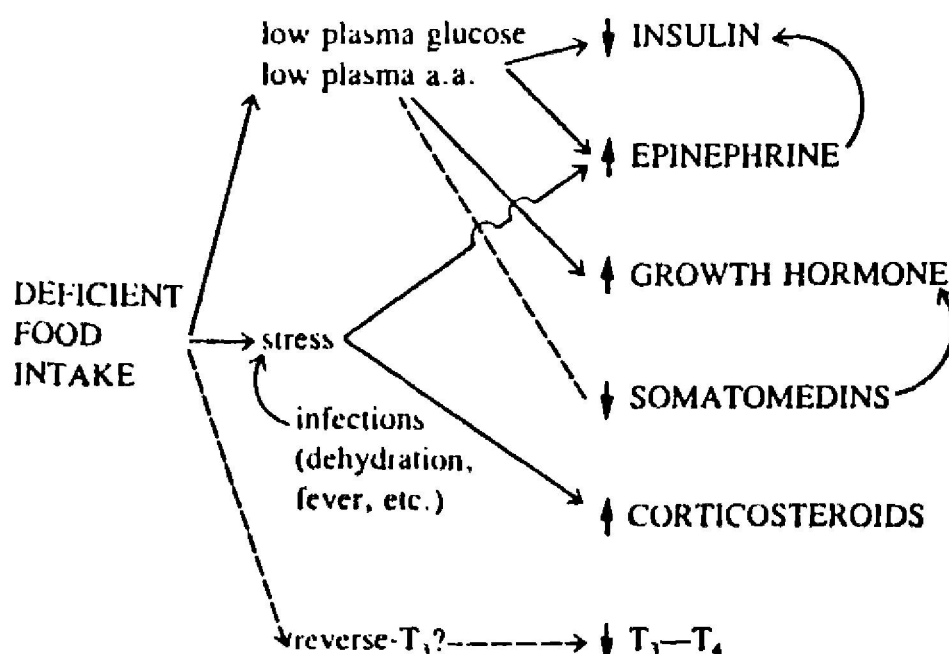 low plasma glucose
low plasma a.a.
INSULIN
EPINEPHRINE
GROWTH HORMONE
DEFICIENT
FOOD
INTAKE
stress
SOMATOMEDINS
infections
(dehydration,
fever, etc.)
CORTICOSTEROIDS
reverse-T₃?
T₃—T₄